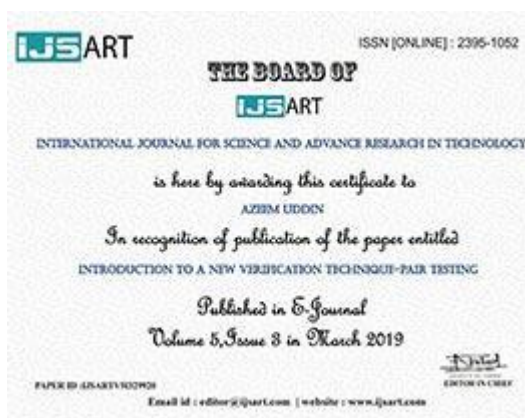 IJSART
ISSN [ONLINE] : 2395-1052
THE BOARD OF
IJSART
INTERNATIONAL JOURNAL FOR SCIENCE AND ADVANCE RESEARCH IN TECHNOLOGY
is here by awarding this certificate to
AZEEM UDDIN
In recognition of publication of the paper entitled
INTRODUCTION TO A NEW VERIFICATION TECHNIQUE-PAIR TESTING
Published in E-Journal
Volume 5,Issue 3 in March 2019
PAPER ID :
EDITOR IN CHIEF
Email id : editor@ijsart.com | website : www.ijsart.com